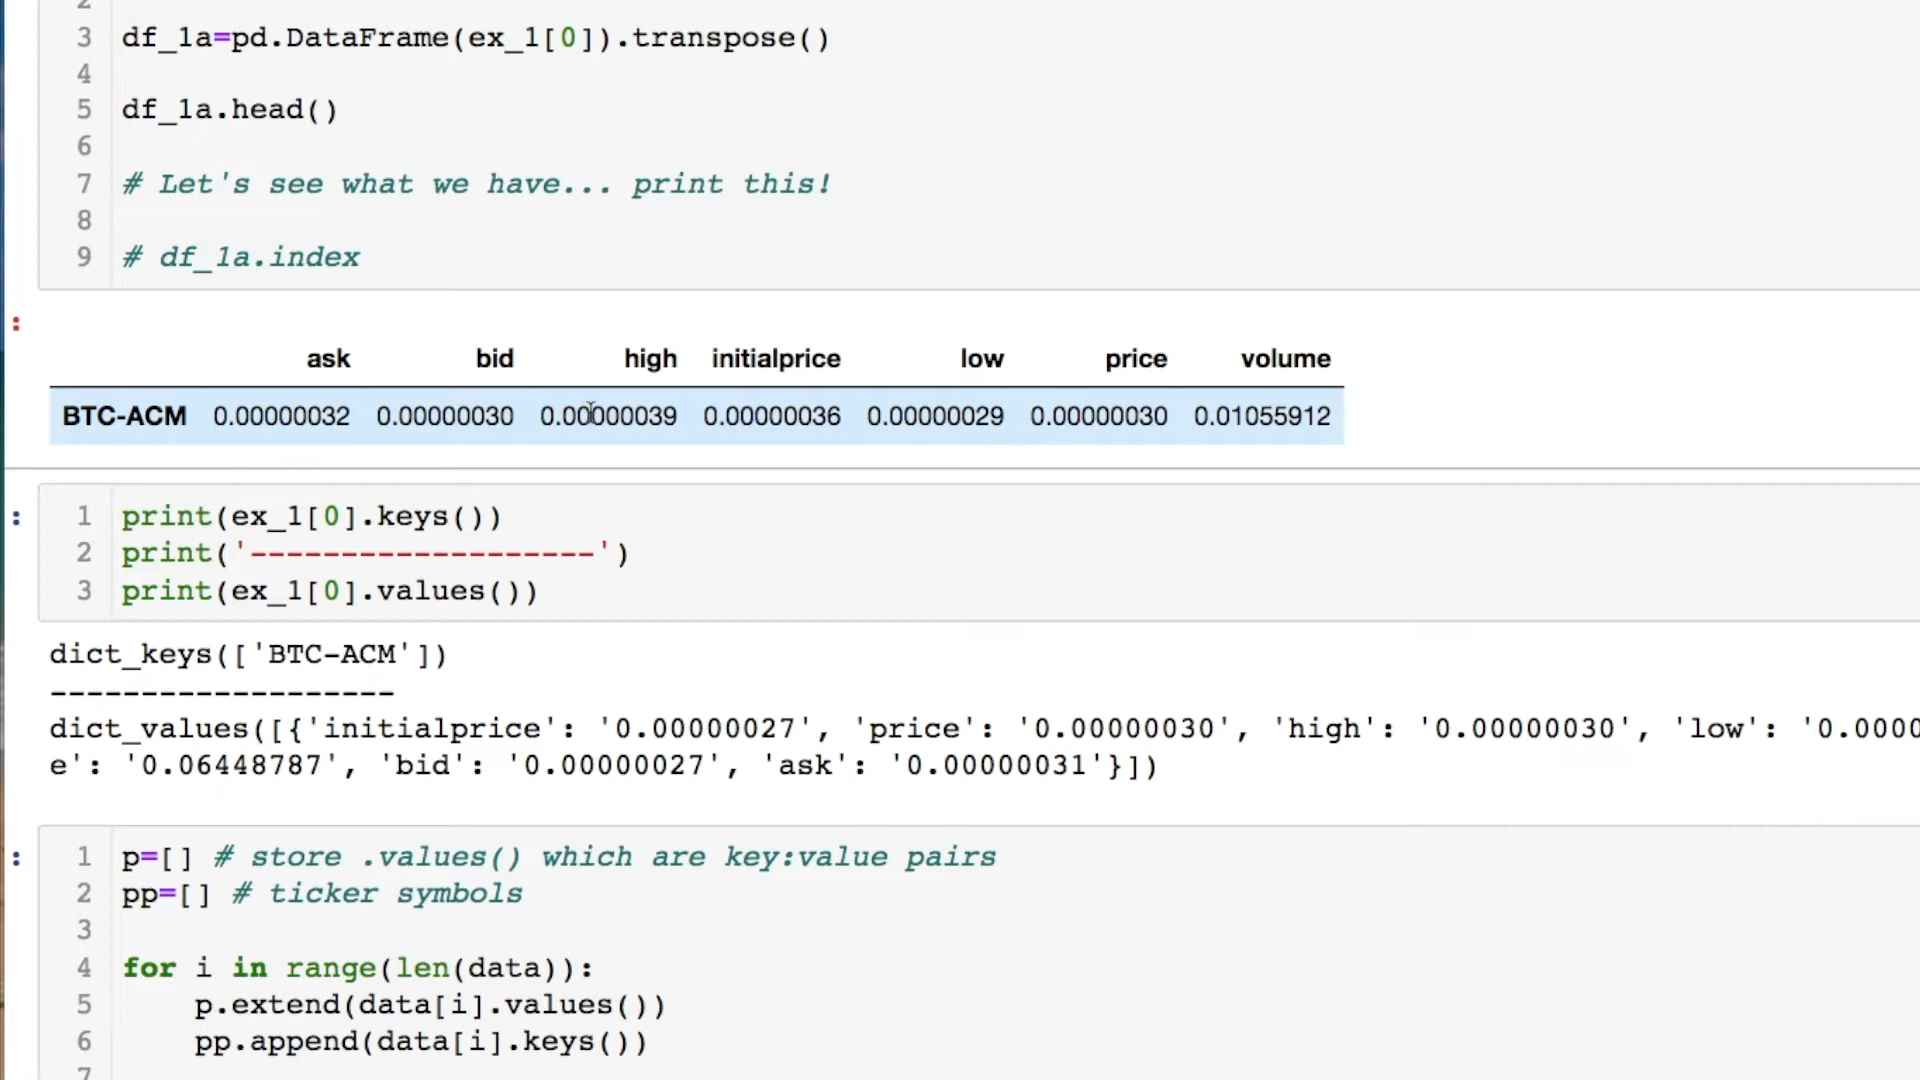 2
3 df_1a=pd.DataFrame(ex_1[0]).transpose()
4
5 df_1a.head()
6
7 # Let's see what we have... print this!
8
9 # df_1a.index
:
ask bid high initialprice low price volume
BTC-ACM 0.00000032 0.00000030 0.00000039 0.00000036 0.00000029 0.00000030 0.01055912
: 1 print(ex_1[0].keys())
2 print('-------------------')
3 print(ex_1[0].values())
dict_keys(['BTC-ACM'])
-------------------
dict_values([{'initialprice': '0.00000027', 'price': '0.00000030', 'high': '0.00000030', 'low': '0.0000
e': '0.06448787', 'bid': '0.00000027', 'ask': '0.00000031'}])
: 1 p=[] # store .values() which are key:value pairs
2 pp=[] # ticker symbols
3
4 for i in range(len(data)):
5 p.extend(data[i].values())
6 pp.append(data[i].keys())
7